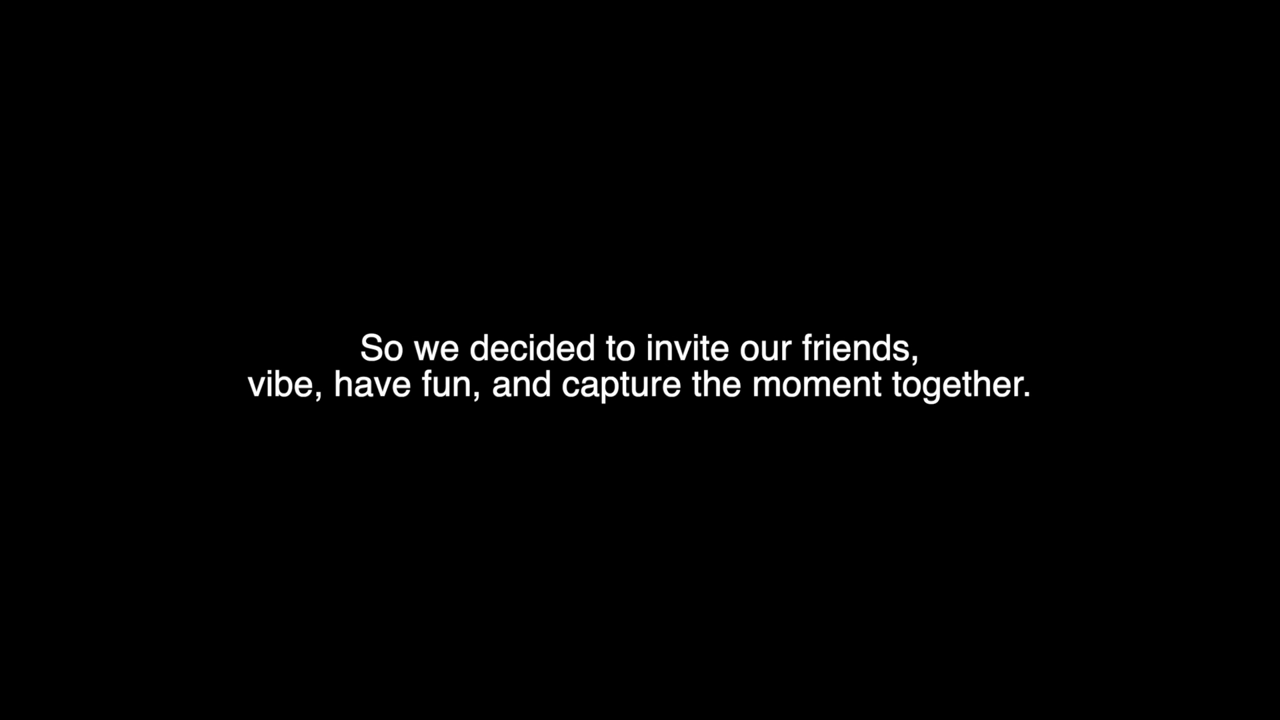 So we decided to invite our friends,
vibe, have fun, and capture the moment together.